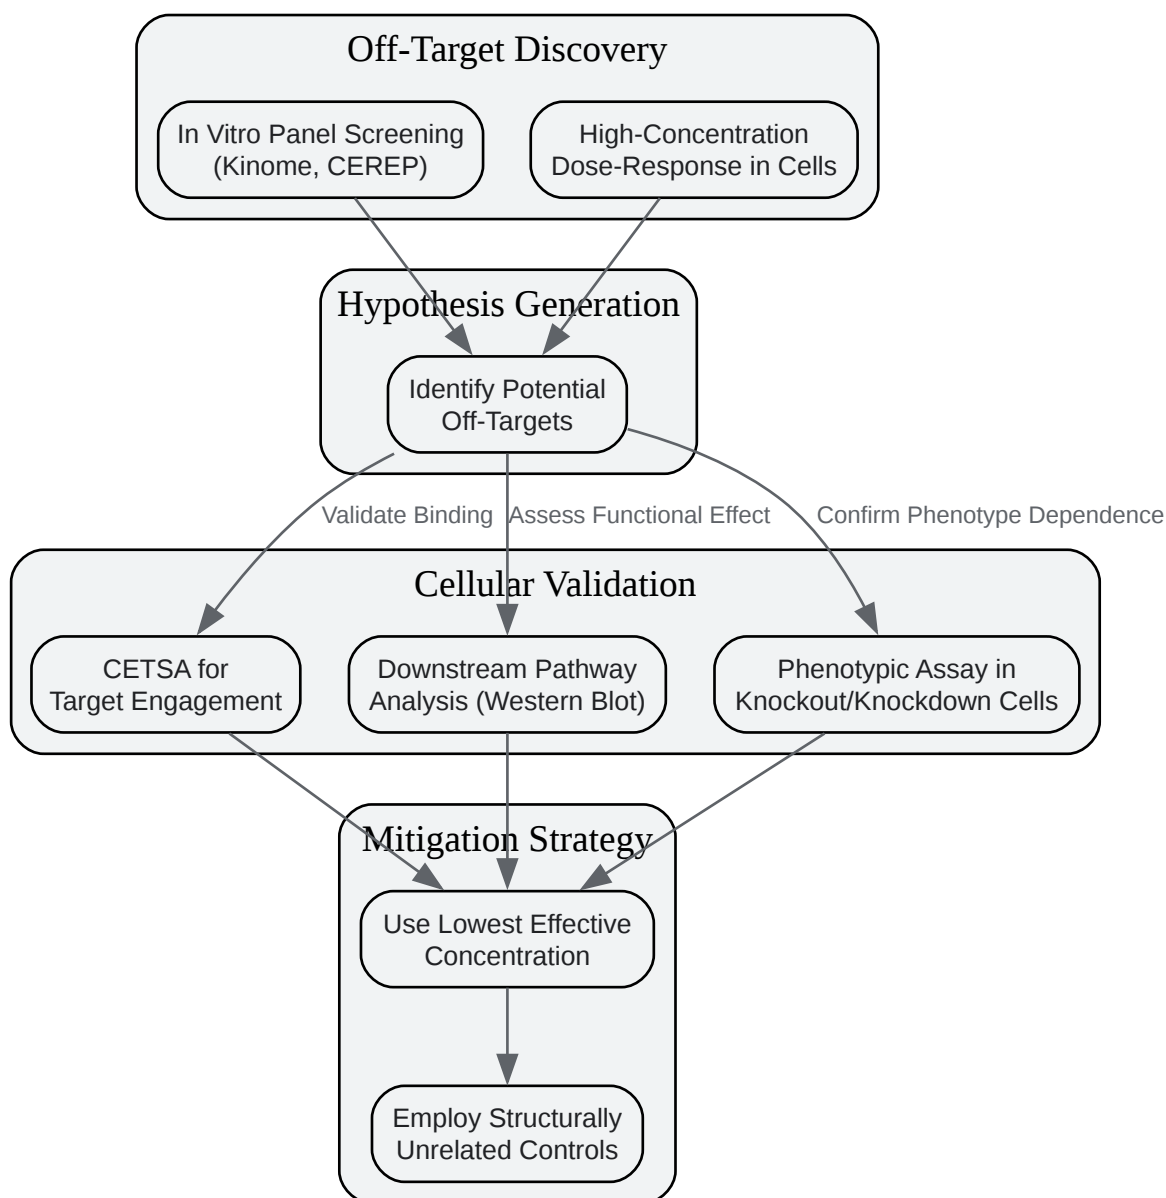 Off-Target Discovery
In Vitro Panel Screening
(Kinome, CEREP)
High-Concentration
Dose-Response in Cells
Hypothesis Generation
Identify Potential
Off-Targets
Validate Binding
Assess Functional Effect
Confirm Phenotype Dependence
Cellular Validation
CETSA for
Target Engagement
Downstream Pathway
Analysis (Western Blot)
Phenotypic Assay in
Knockout/Knockdown Cells
Mitigation Strategy
Use Lowest Effective
Concentration
Employ Structurally
Unrelated Controls